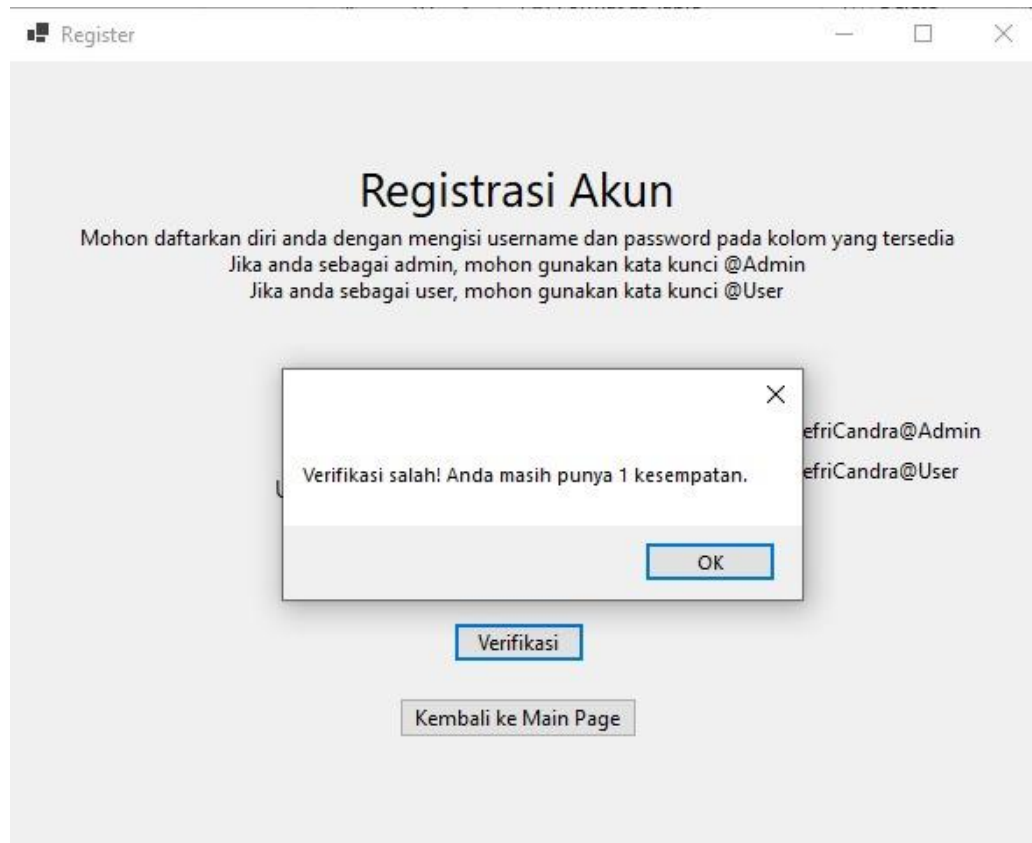 Register
Registrasi Akun
Mohon daftarkan diri anda dengan mengisi username dan password pada kolom yang tersedia
Jika anda sebagai admin, mohon gunakan kata kunci @Admin
Jika anda sebagai user, mohon gunakan kata kunci @User
efriCandra@Admin
Verifikasi salah! Anda masih punya 1 kesempatan.
efriCandra@User
OK
Verifikasi
Kembali ke Main Page